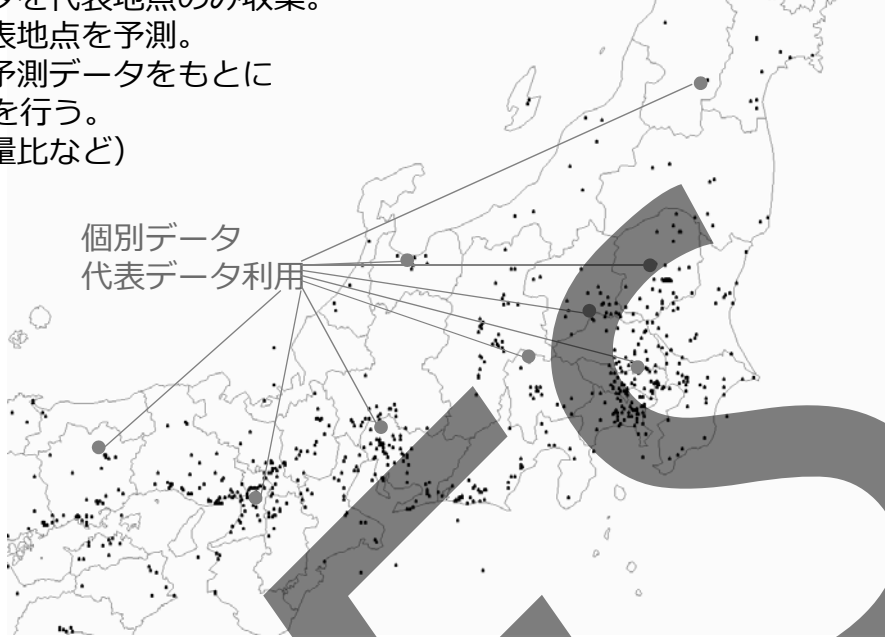 タを代表地点のみ収集。
表地点を予測。
予測データをもとに
を行う。
量比など）
個別データ
代表データ利用